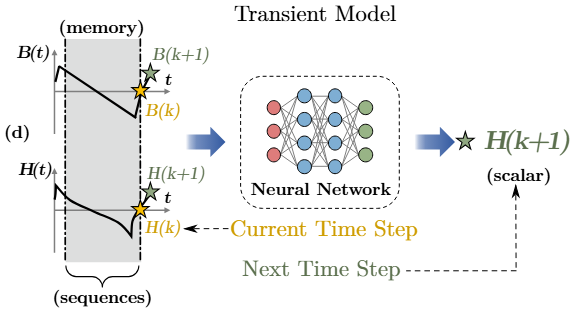 Transient Model
(memory)
B(t)
B(k+1)
t
B(k)
(d)
H(t)
H(k+1)
t
H(k)
(sequences)
Neural Network
H(k+1)
(scalar)
Current Time Step
Next Time Step